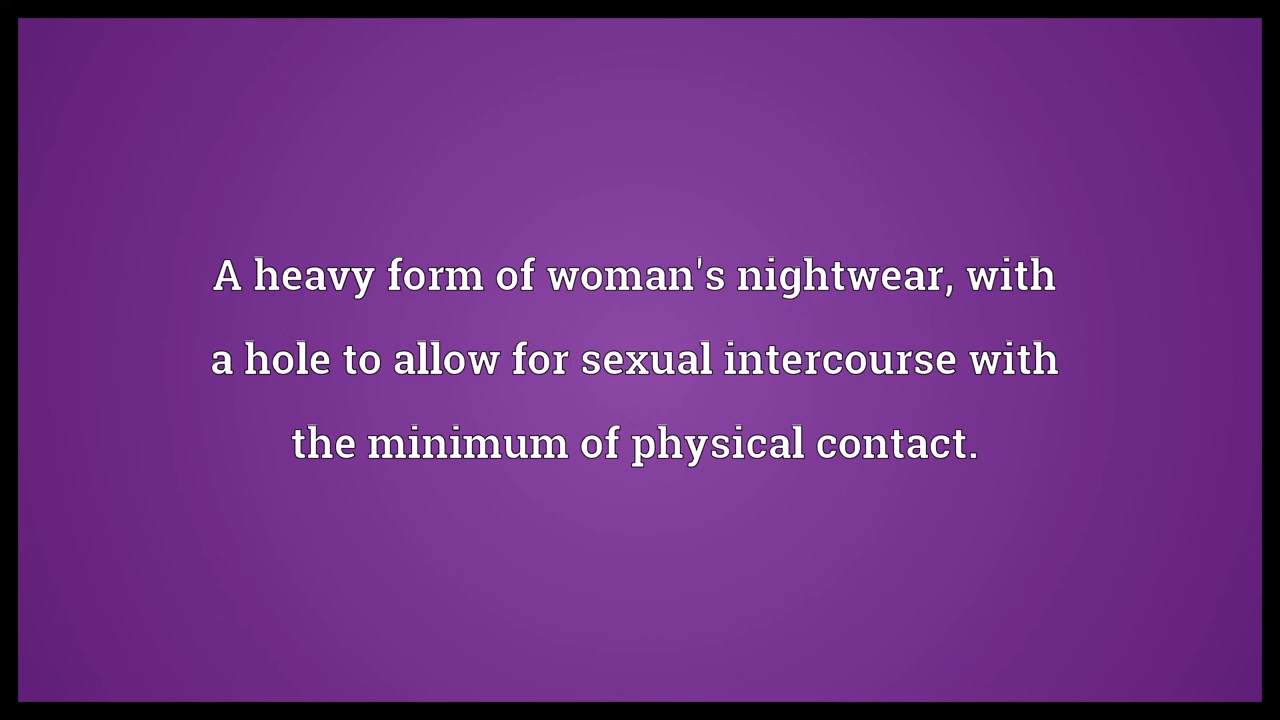 A heavy form of woman's nightwear, with
a hole to allow for sexual intercourse with
the minimum of physical contact.